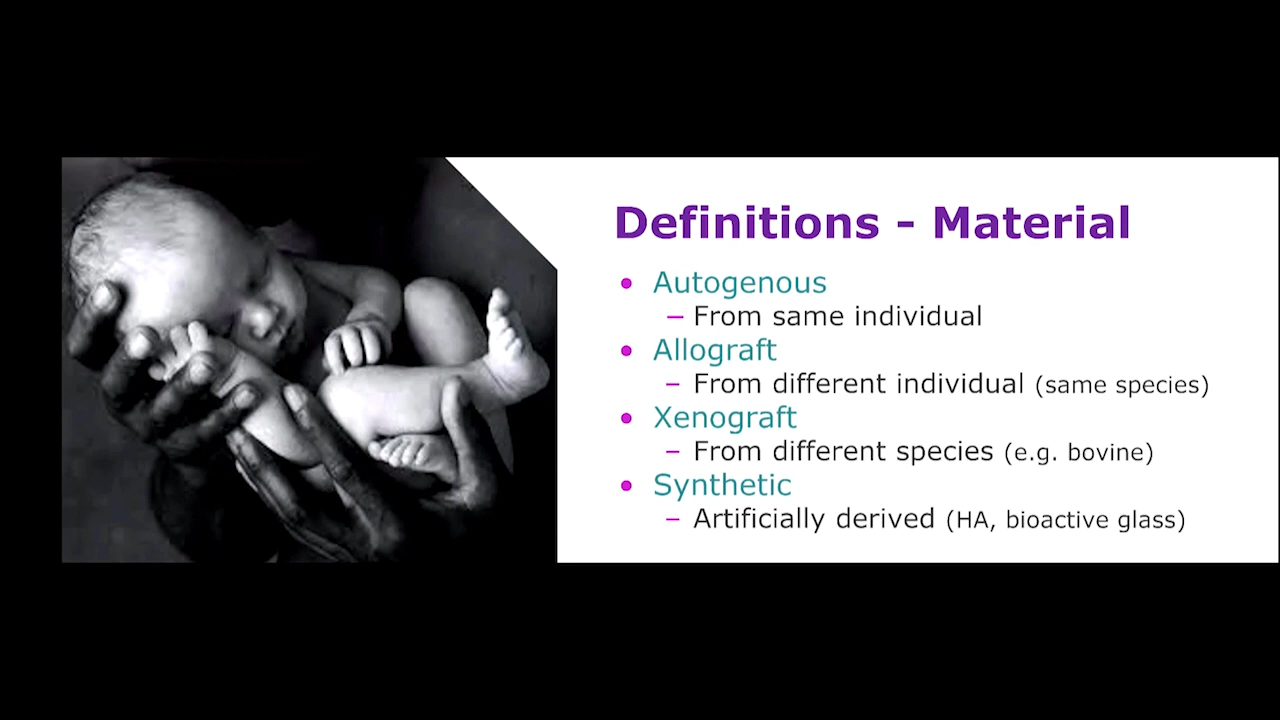 Definitions - Material
• Autogenous
– From same individual
• Allograft
– From different individual (same species)
• Xenograft
– From different species (e.g. bovine)
• Synthetic
– Artificially derived (HA, bioactive glass)